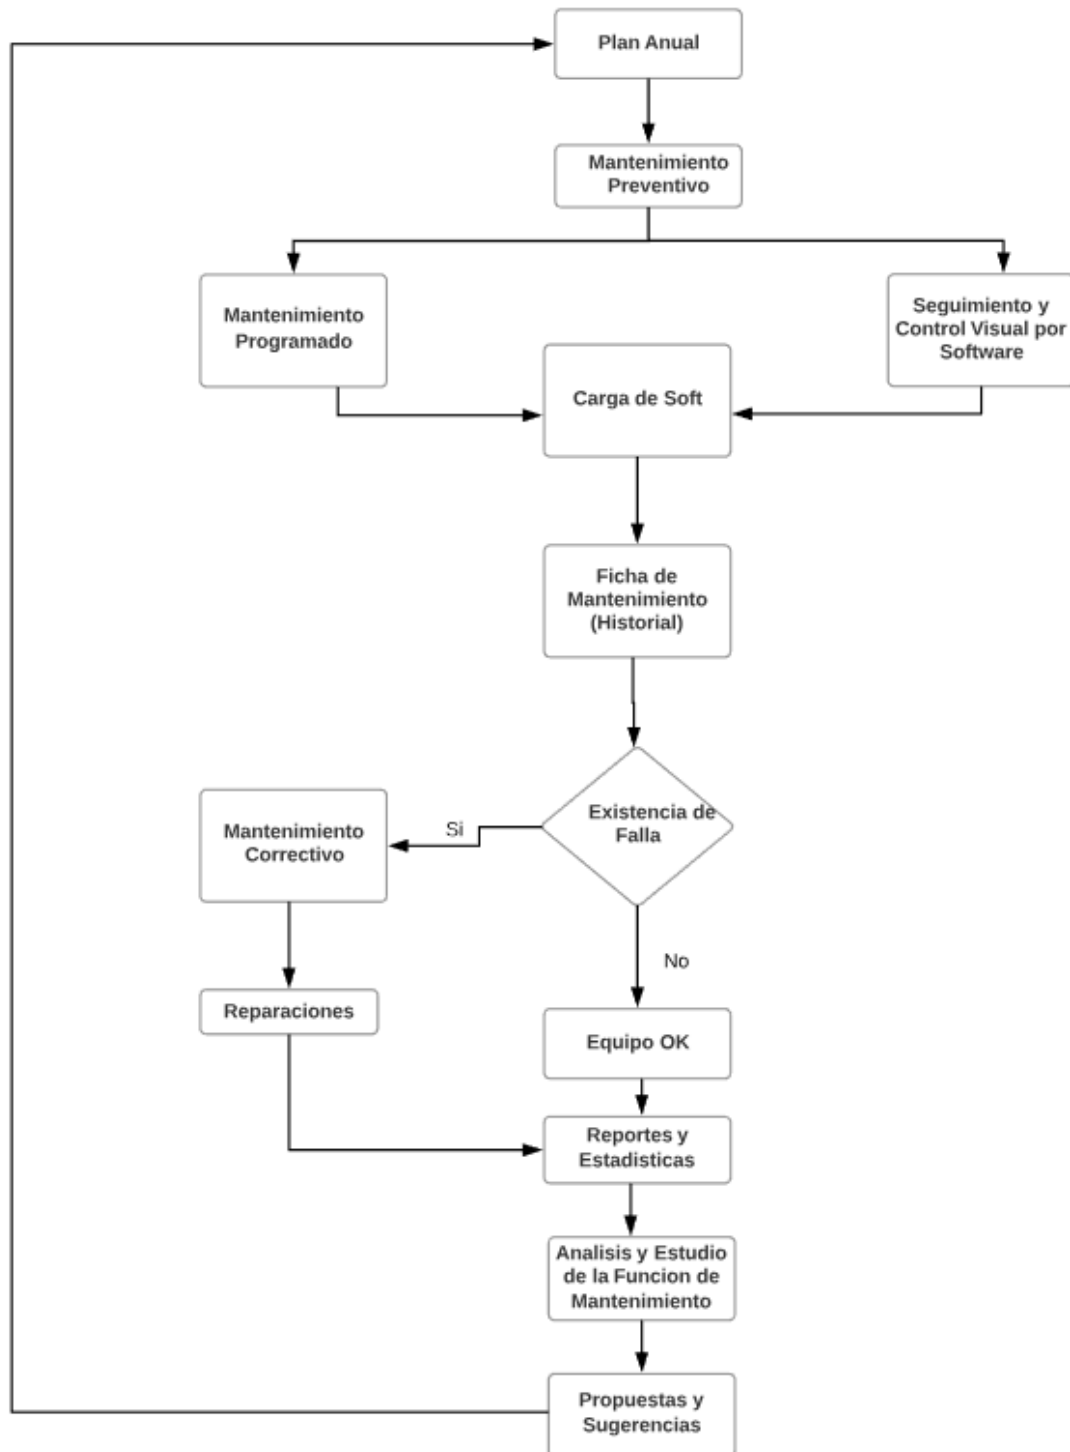 Plan Anual
Mantenimiento
Preventivo
Mantenimiento
Programado
Seguimiento y
Control Visual por
Software
Carga de Soft
Ficha de
Mantenimiento
(Historial)
Existencia de
Falla
Si
Mantenimiento
Correctivo
No
Reparaciones
Equipo OK
Reportes y
Estadisticas
Analisis y Estudio
de la Funcion de
Mantenimiento
Propuestas y
Sugerencias